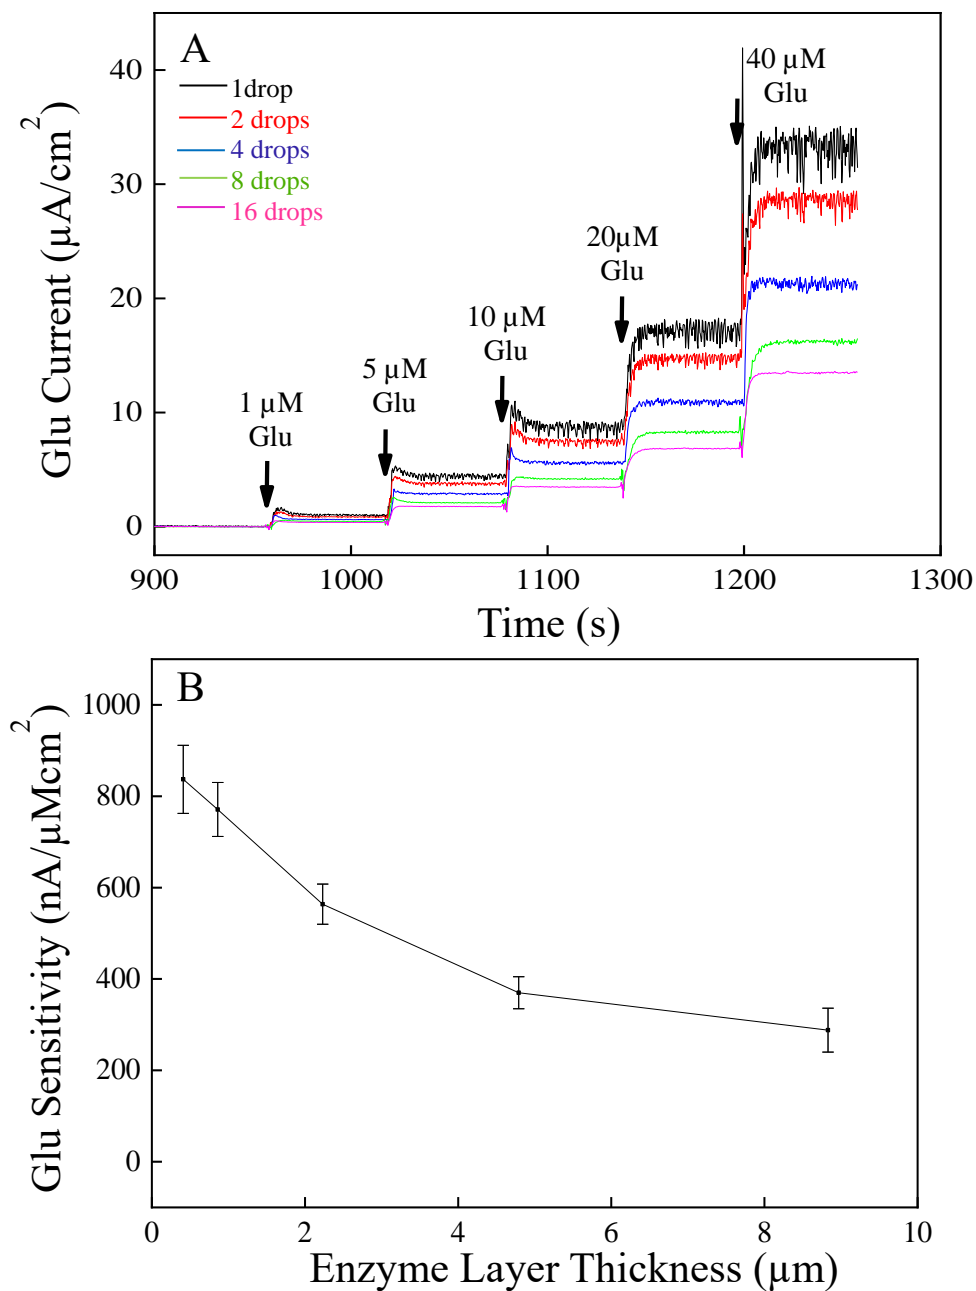 A
40 µM
Glu
1drop
2 drops
4 drops
8 drops
16 drops
20µM
Glu
10 µM
Glu
5 µM
Glu
1 µM
Glu
40
30
20
10
0
Glu Current (µA/cm²)
900
1000
1100
1200
1300
Time (s)
B
1000
800
600
400
200
0
Glu Sensitivity (nA/µMcm²)
0
2
4
6
8
10
Enzyme Layer Thickness (µm)